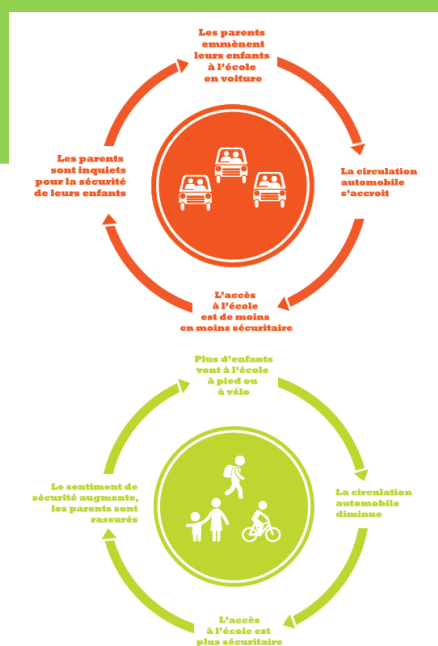 Les parents
emmènent
leurs enfants
à l'école
en voiture
La circulation
automobile
s'accroit
L'accès
à l'école
est de moins
en moins sécuritaire
Les parents
sont inquiets
pour la sécurité
de leurs enfants
Plus d'enfants
vont à l'école
à pied ou
à vélo
La circulation
automobile
diminue
L'accès
à l'école est
plus sécuritaire
Le sentiment de
sécurité augmente,
les parents sont
rassurés